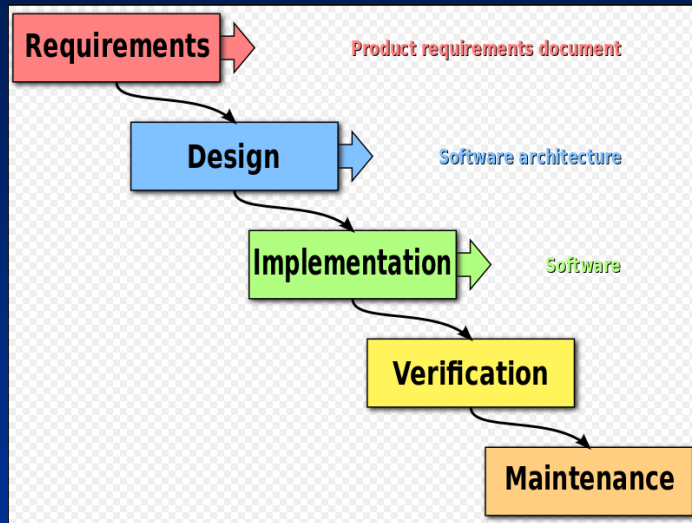 Requirements
Product requirements document
Design
Software architecture
Implementation
Software
Verification
Maintenance